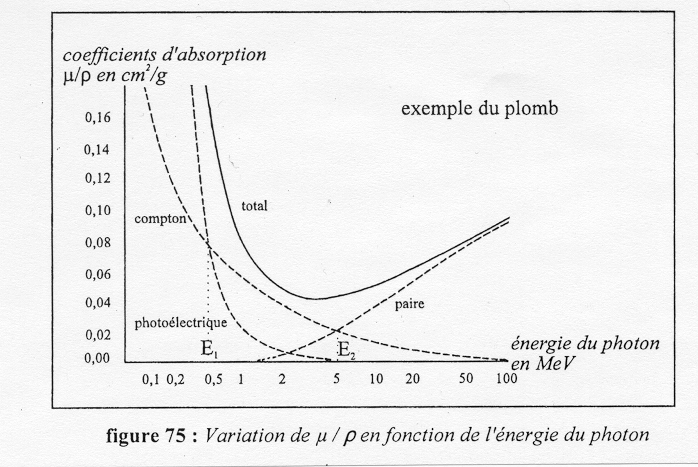 coefficients d'absorption
μ/ρ en cm²/g
exemple du plomb
0,16
0,14
0,12
0,10
0,08
0,06
0,04
0,02
0,00
total
compton
photoélectrique
paire
E₁
E₂
énergie du photon
en MeV
0,1 0,2 0,5 1 2 5 10 20 50 100
figure 75 : Variation de μ / ρ en fonction de l'énergie du photon